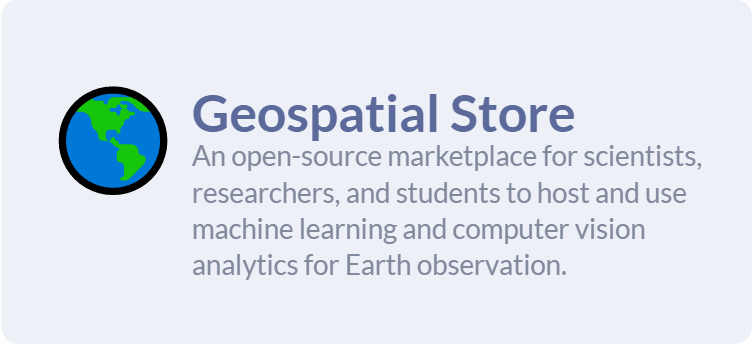 Geospatial Store
An open-source marketplace for scientists,
researchers, and students to host and use
machine learning and computer vision
analytics for Earth observation.